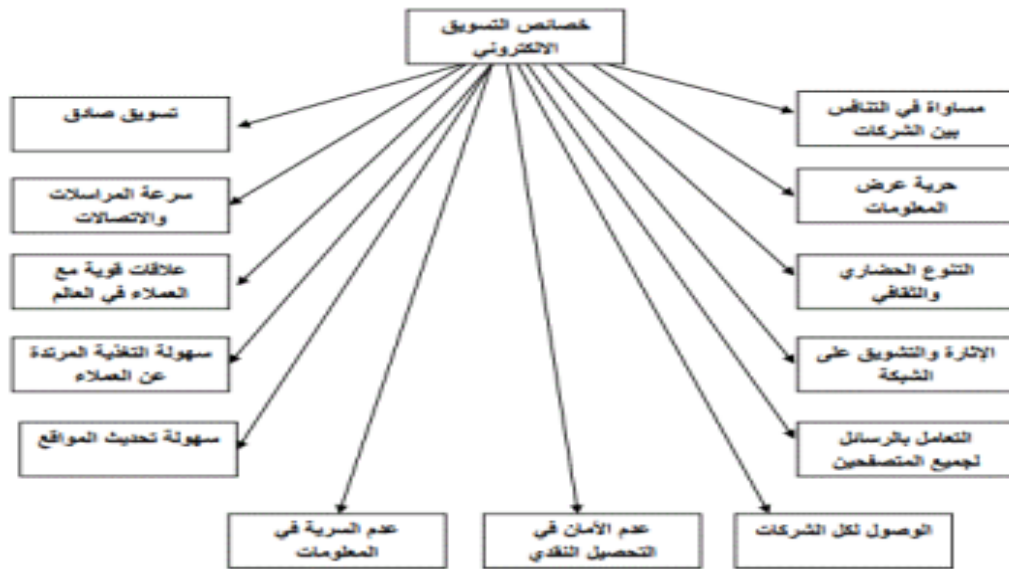 خصائص التسويق
الالكتروني
مساواة في التنافس
بين الشركات
حرية عرض
المعلومات
التنوع الحضاري
والثقافي
الإثارة والتشويق على
الشبكة
التعامل بالرسائل
لجميع المتصفحين
الوصول لكل الشركات
عدم الأمان في
التحصيل النقدي
عدم السرية في
المعلومات
تسويق صادق
سرعة المراسلات
والاتصالات
علاقات قوية مع
العملاء في العالم
سهولة التغذية المرتدة
عن العملاء
سهولة تحديث المواقع